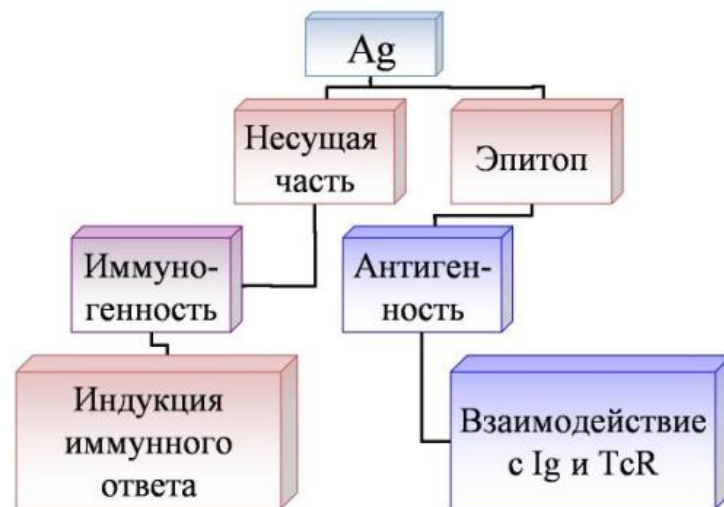 Ag
Несущая
часть
Эпитоп
Иммуно-
генность
Антиген-
ность
Индукция
иммунного
ответа
Взаимодействие
с Ig и TcR